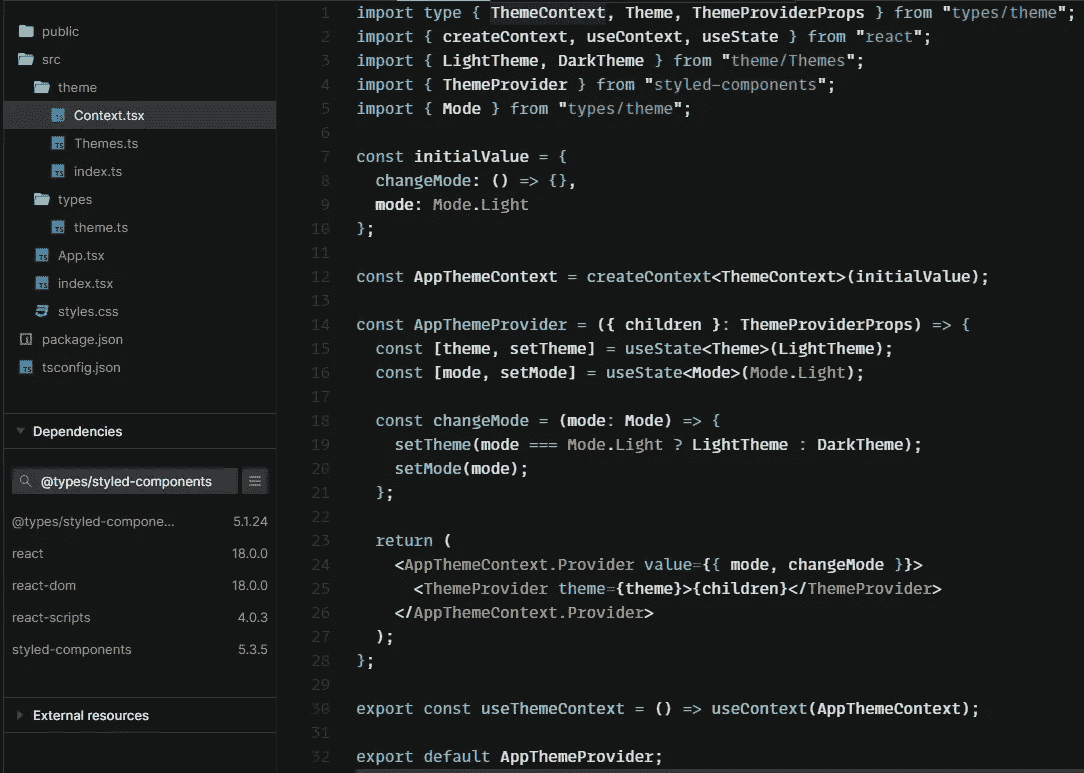 public
src
theme
Context.tsx
Themes.ts
index.ts
types
theme.ts
App.tsx
index.tsx
styles.css
package.json
tsconfig.json
Dependencies
@types/styled-components
@types/styled-compone... 5.1.24
react 18.0.0
react-dom 18.0.0
react-scripts 4.0.3
styled-components 5.3.5
External resources
1 import type { ThemeContext, Theme, ThemeProviderProps } from "types/theme";
2 import { createContext, useContext, useState } from "react";
3 import { LightTheme, DarkTheme } from "theme/Themes";
4 import { ThemeProvider } from "styled-components";
5 import { Mode } from "types/theme";
6
7 const initialValue = {
8   changeMode: () => {},
9   mode: Mode.Light
10 };
11
12 const AppThemeContext = createContext<ThemeContext>(initialValue);
13
14 const AppThemeProvider = ({ children }: ThemeProviderProps) => {
15   const [theme, setTheme] = useState<Theme>(LightTheme);
16   const [mode, setMode] = useState<Mode>(Mode.Light);
17
18   const changeMode = (mode: Mode) => {
19     setTheme(mode === Mode.Light ? LightTheme : DarkTheme);
20     setMode(mode);
21   };
22
23   return (
24     <AppThemeContext.Provider value={{ mode, changeMode }}>
25       <ThemeProvider theme={theme}>{children}</ThemeProvider>
26     </AppThemeContext.Provider>
27   );
28 };
29
30 export const useThemeContext = () => useContext(AppThemeContext);
31
32 export default AppThemeProvider;